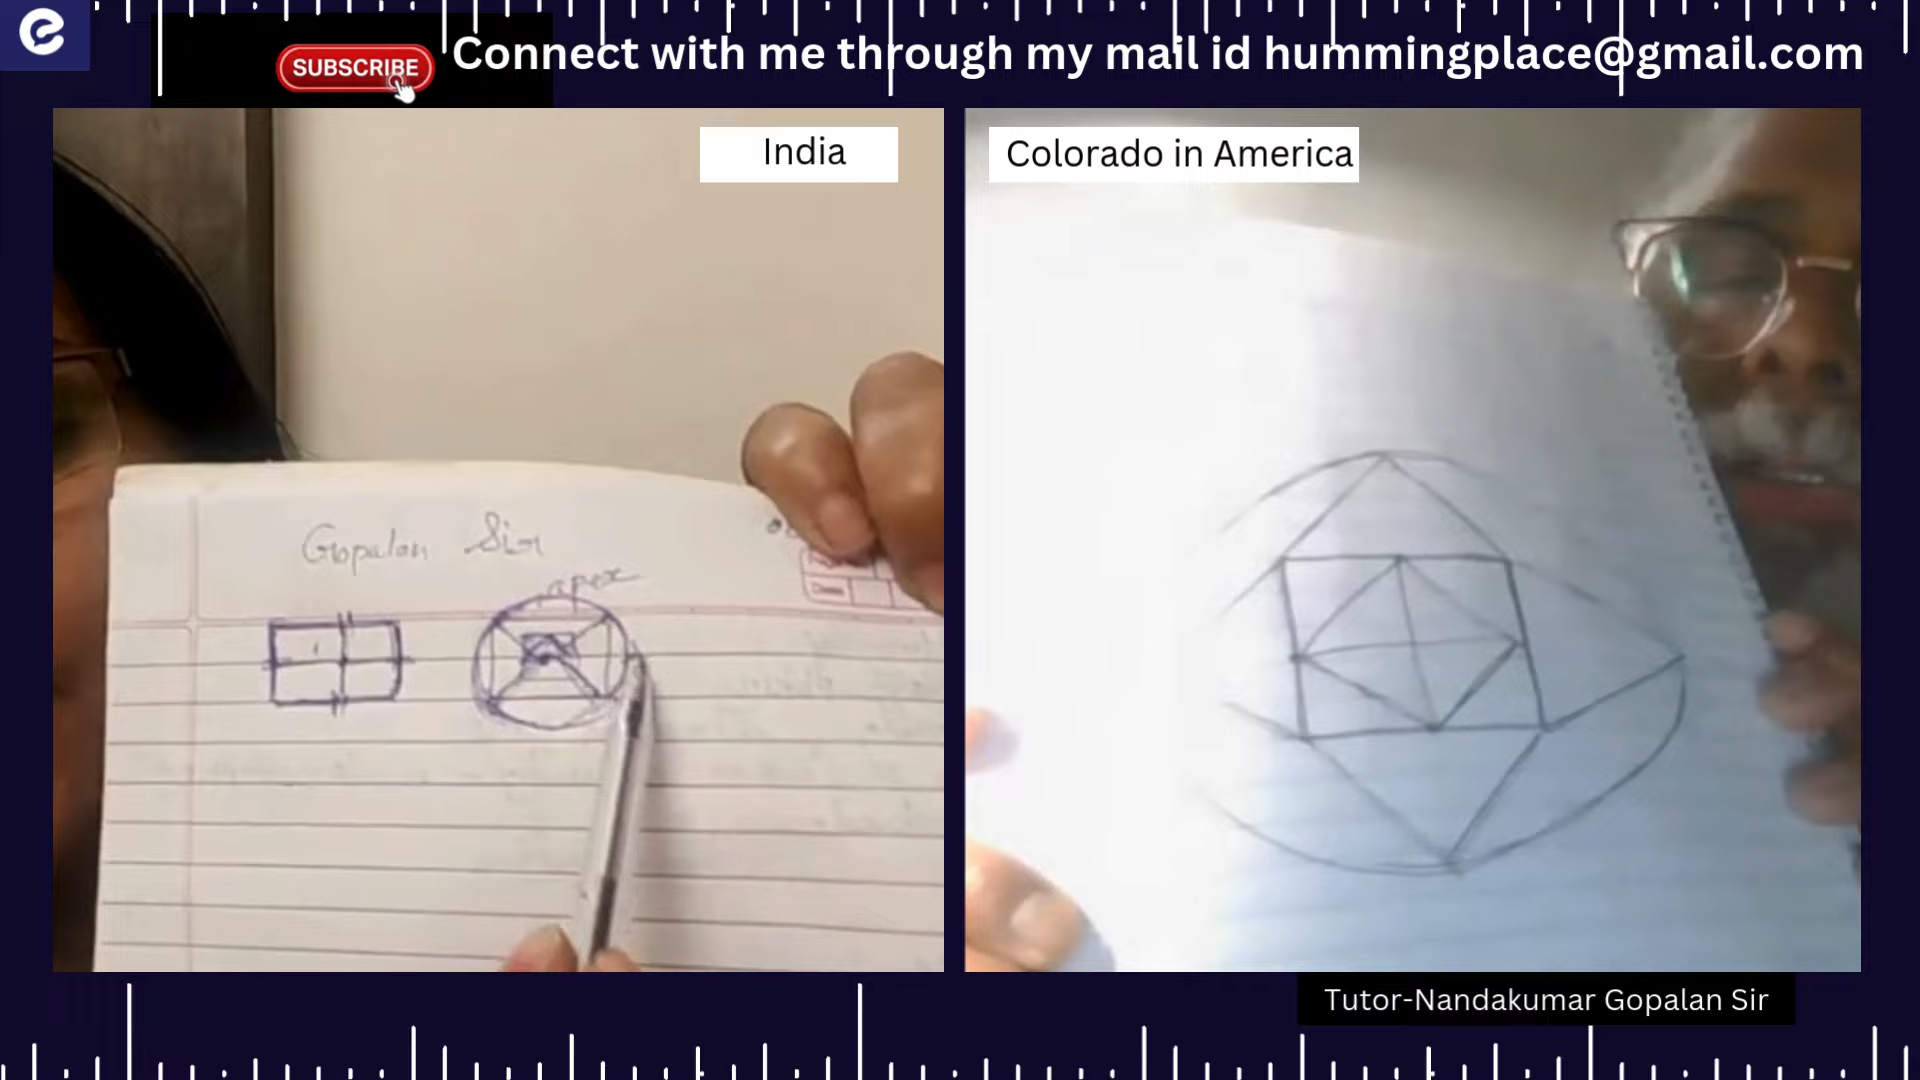 SUBSCRIBE
Connect with me through my mail id hummingplace@gmail.com
India
Colorado in America
Gopalan Sir
apex
Date
Tutor-Nandakumar Gopalan Sir